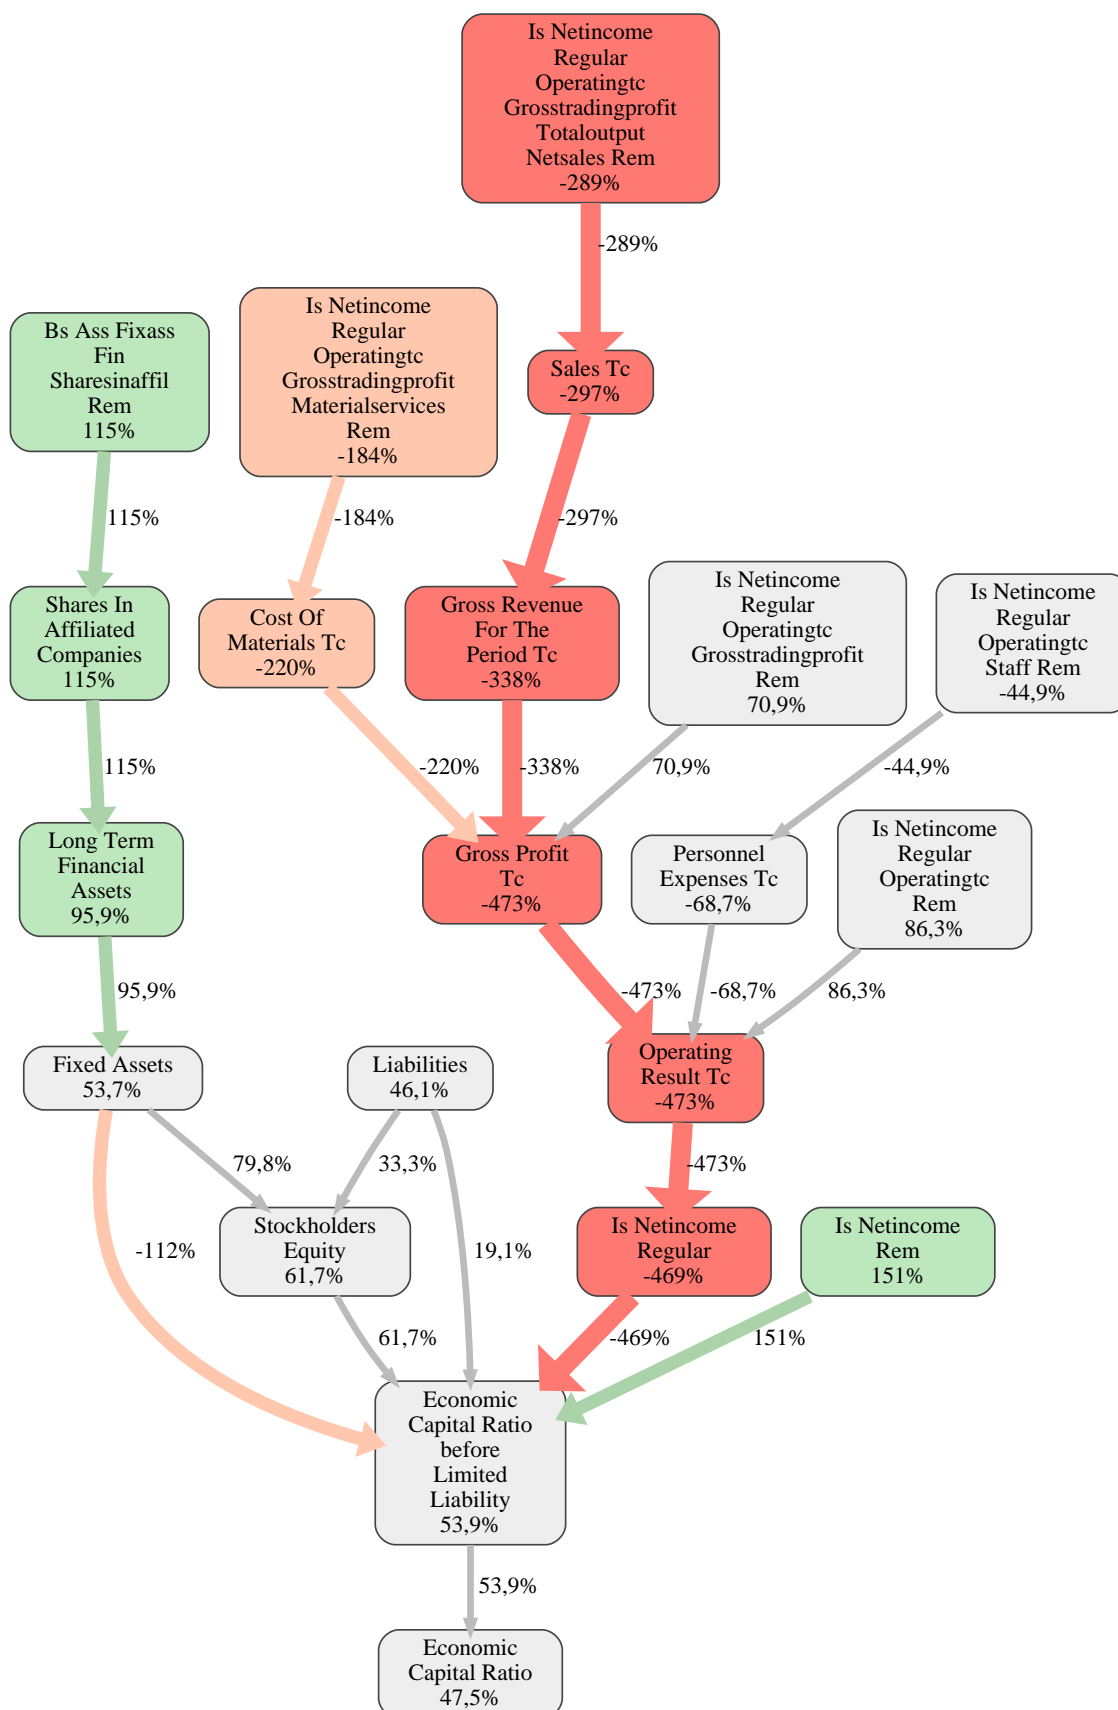 Is Netincome
Regular
Operatingtc
Grosstradingprofit
Totaloutput
Netsales Rem
-289%
-289%
Bs Ass Fixass
Fin
Sharesinaffil
Rem
115%
Is Netincome
Regular
Operatingtc
Grosstradingprofit
Materialservices
Rem
-184%
Sales Tc
-297%
115%
-184%
-297%
Shares In
Affiliated
Companies
115%
Cost Of
Materials Tc
-220%
Gross Revenue
For The
Period Tc
-338%
Is Netincome
Regular
Operatingtc
Grosstradingprofit
Rem
70,9%
Is Netincome
Regular
Operatingtc
Staff Rem
-44,9%
115%
-220%
-338%
70,9%
-44,9%
Long Term
Financial
Assets
95,9%
Gross Profit
Tc
-473%
Personnel
Expenses Tc
-68,7%
Is Netincome
Regular
Operatingtc
Rem
86,3%
95,9%
-473%
-68,7%
86,3%
Fixed Assets
53,7%
Liabilities
46,1%
Operating
Result Tc
-473%
79,8%
33,3%
-473%
Stockholders
Equity
61,7%
Is Netincome
Regular
-469%
Is Netincome
Rem
151%
-112%
19,1%
61,7%
-469%
151%
Economic
Capital Ratio
before
Limited
Liability
53,9%
53,9%
Economic
Capital Ratio
47,5%